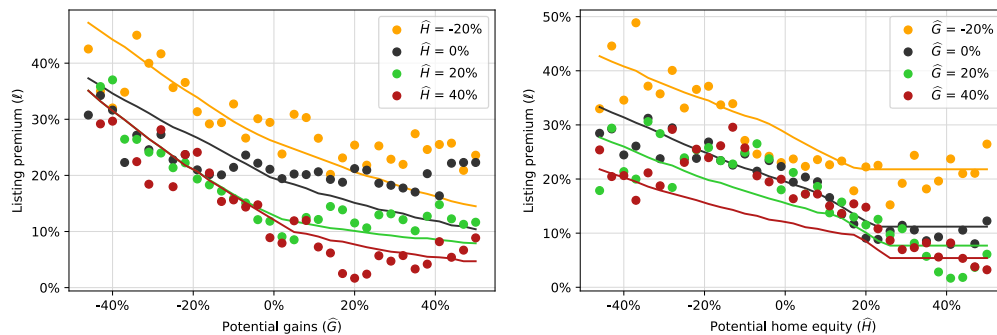 Listing premium (ℓ)
40%
30%
20%
10%
0%
-40%
-20%
0%
20%
40%
Potential gains (Ĝ)
Ĥ = -20%
Ĥ = 0%
Ĥ = 20%
Ĥ = 40%
Listing premium (ℓ)
50%
40%
30%
20%
10%
0%
-40%
-20%
0%
20%
40%
Potential home equity (Ĥ)
Ĝ = -20%
Ĝ = 0%
Ĝ = 20%
Ĝ = 40%